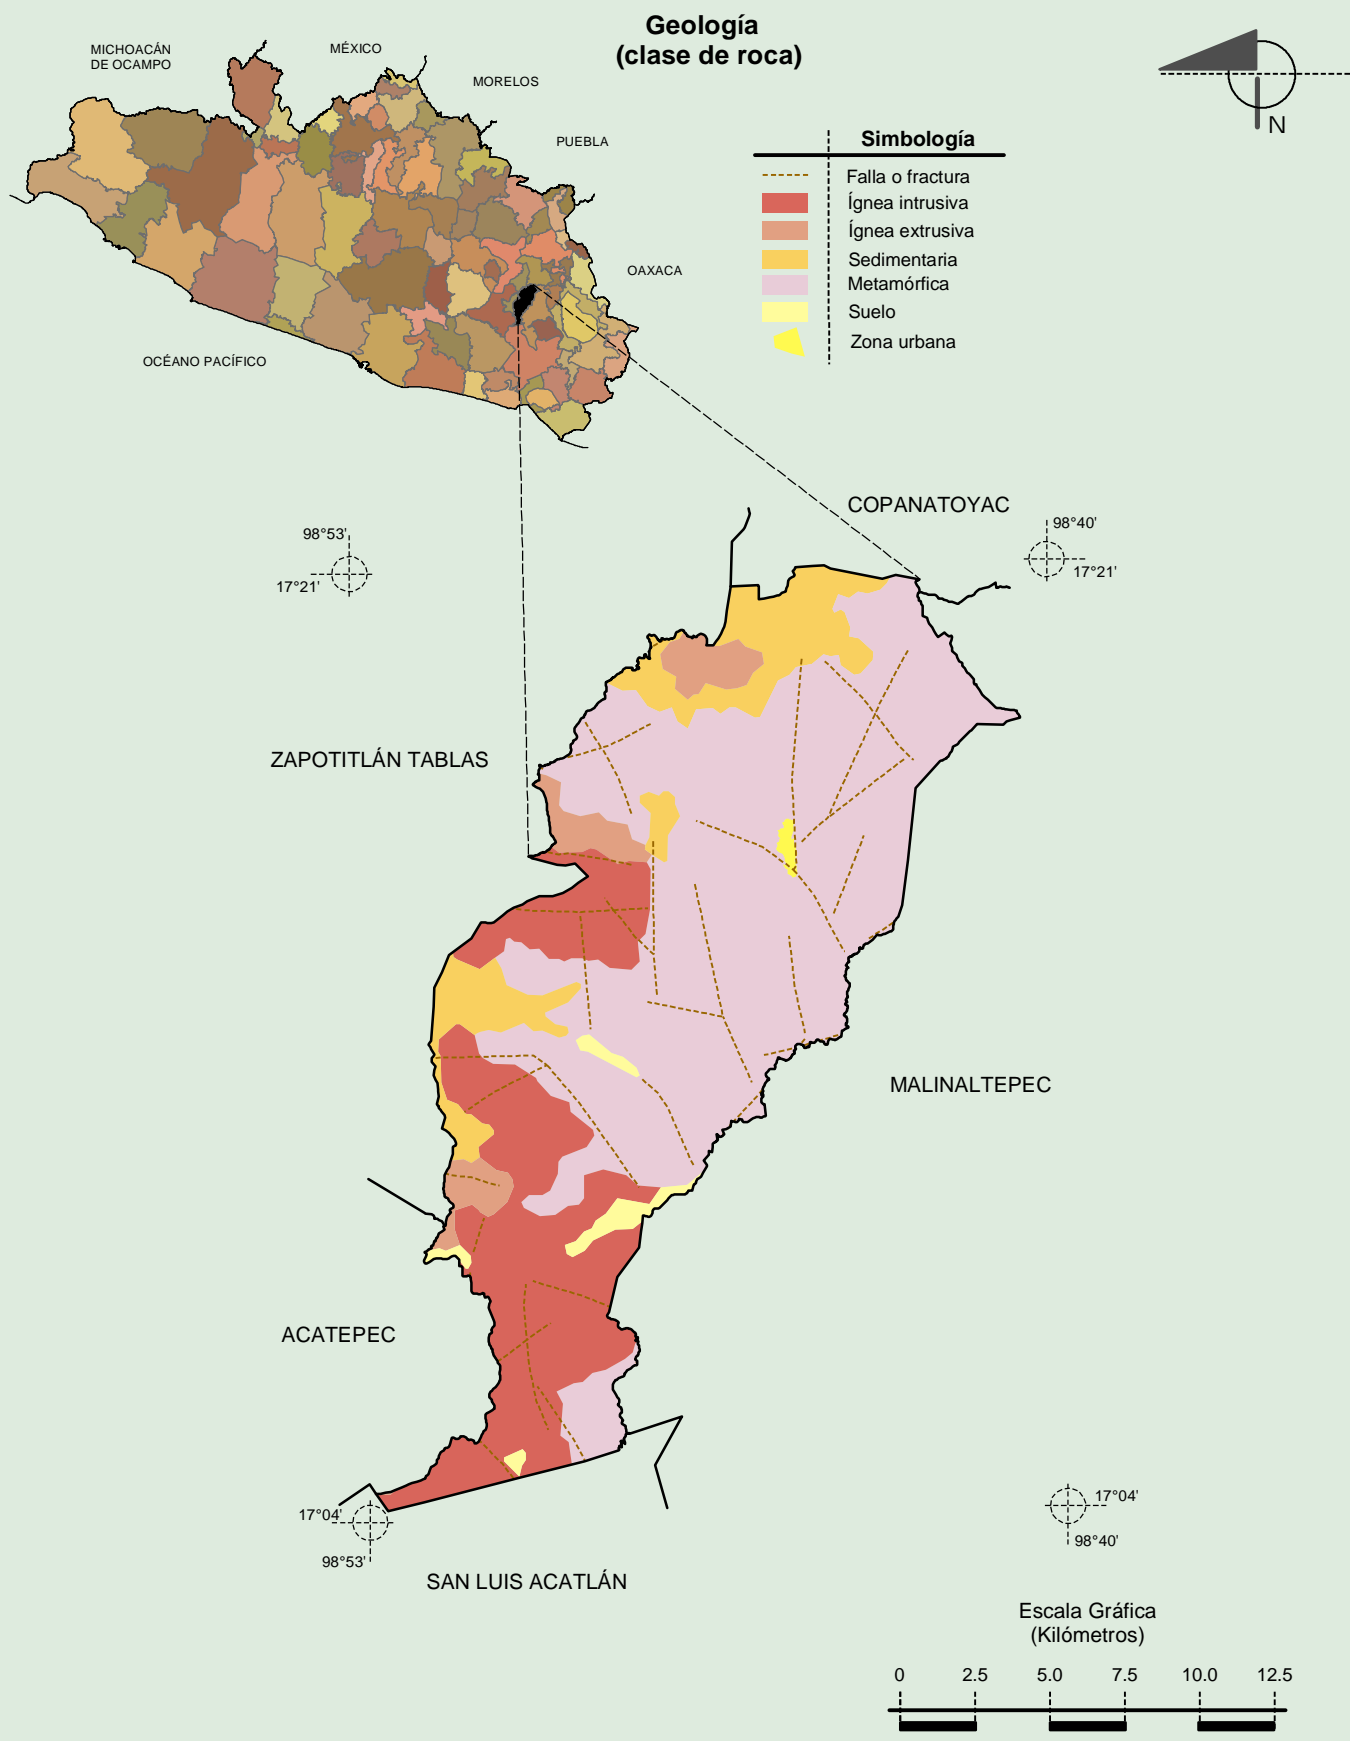 Geología
(clase de roca)
MICHOACÁN
DE OCAMPO
MÉXICO
MORELOS
PUEBLA
OAXACA
OCÉANO PACÍFICO
N
Simbología
Falla o fractura
Ígnea intrusiva
Ígnea extrusiva
Sedimentaria
Metamórfica
Suelo
Zona urbana
COPANATOYAC
98°53'
17°21'
98°40'
17°21'
ZAPOTITLÁN TABLAS
MALINALTEPEC
ACATEPEC
17°04'
98°53'
17°04'
98°40'
SAN LUIS ACATLÁN
Escala Gráfica
(Kilómetros)
0 2.5 5.0 7.5 10.0 12.5